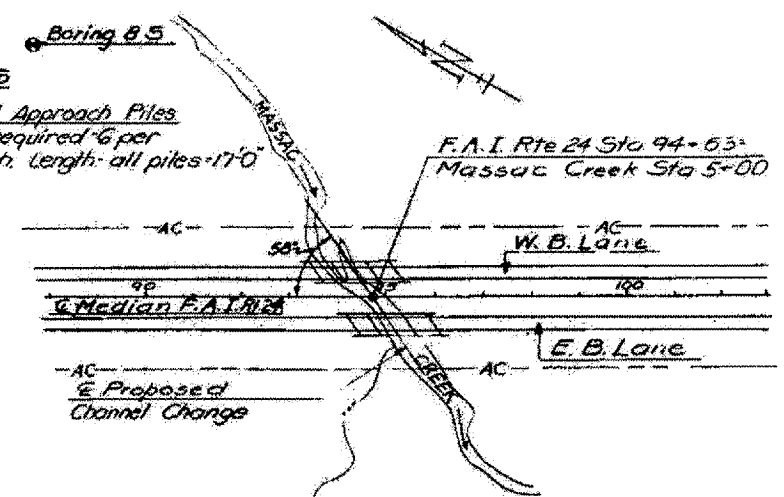 Boring B5
Approach Piles
required - 6 per
Length - all piles = 17'0"
N
MASSAC
F.A.I. Rte 24 Sta 94+63=
Massac Creek Sta 5+00
AC
AC
58°
W.B. Lane
90
95
100
℄ Median F.A.I. Rt 24
E.B. Lane
AC
AC
℄ Proposed
Channel Change
CREEK